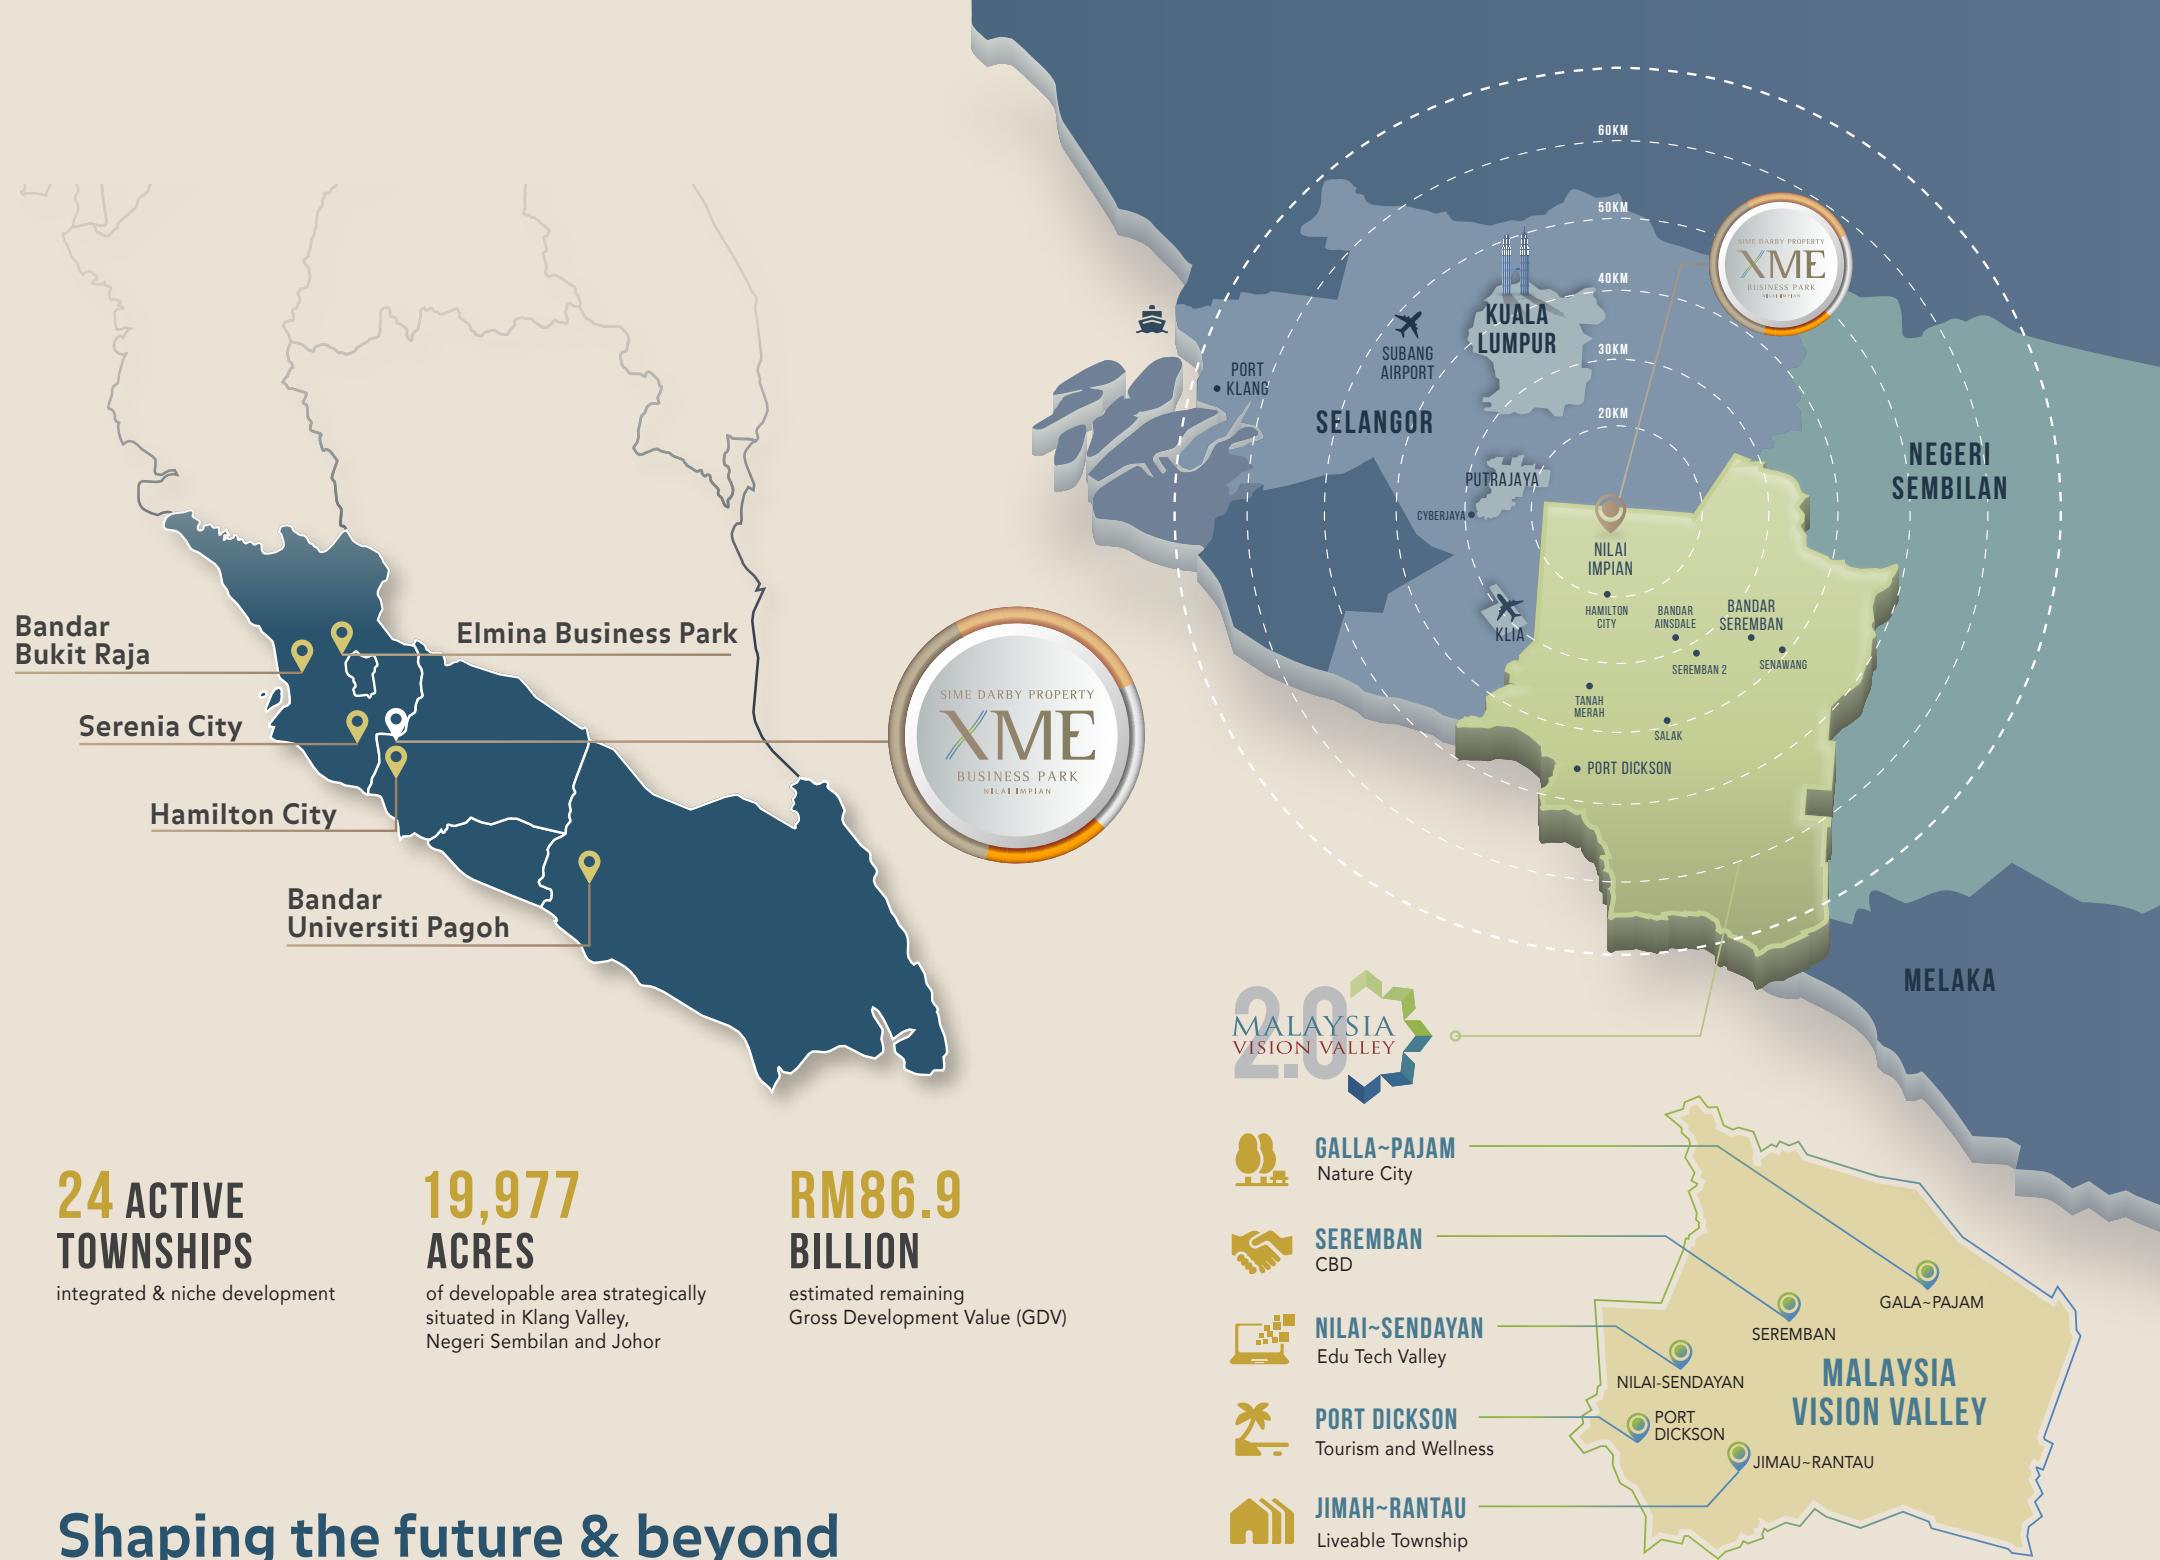 Bandar
Bukit Raja
Elmina Business Park
Serenia City
Hamilton City
Bandar
Universiti Pagoh
SIME DARBY PROPERTY
XME
BUSINESS PARK
NILAI IMPIAN
24 ACTIVE
TOWNSHIPS
integrated & niche development
19,977
ACRES
of developable area strategically
situated in Klang Valley,
Negeri Sembilan and Johor
RM86.9
BILLION
estimated remaining
Gross Development Value (GDV)
Shaping the future & beyond
60KM
50KM
40KM
30KM
20KM
SIME DARBY PROPERTY
XME
BUSINESS PARK
NILAI IMPIAN
KUALA
LUMPUR
SUBANG
AIRPORT
PORT
KLANG
SELANGOR
NEGERI
SEMBILAN
PUTRAJAYA
CYBERJAYA
NILAI
IMPIAN
HAMILTON
CITY
BANDAR
AINSDALE
BANDAR
SEREMBAN
KLIA
SEREMBAN 2
SENAWANG
TANAH
MERAH
SALAK
PORT DICKSON
MELAKA
2.0
MALAYSIA
VISION VALLEY
GALLA~PAJAM
Nature City
SEREMBAN
CBD
NILAI~SENDAYAN
Edu Tech Valley
PORT DICKSON
Tourism and Wellness
JIMAH~RANTAU
Liveable Township
GALA~PAJAM
SEREMBAN
NILAI-SENDAYAN
MALAYSIA
VISION VALLEY
PORT
DICKSON
JIMAU~RANTAU